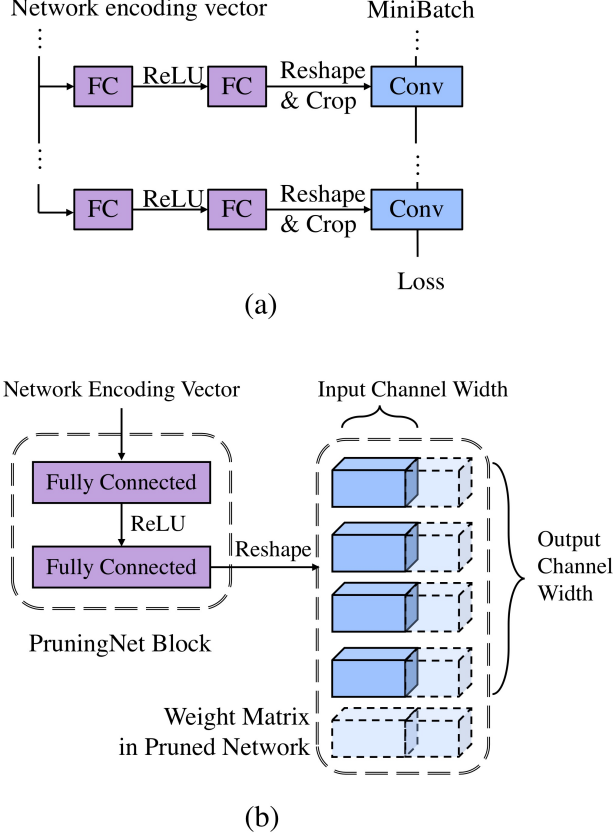 Network encoding vector
MiniBatch
FC
ReLU
FC
Reshape
& Crop
Conv
FC
ReLU
FC
Reshape
& Crop
Conv
Loss
(a)
Network Encoding Vector
Input Channel Width
Fully Connected
ReLU
Fully Connected
Reshape
Output
Channel
Width
PruningNet Block
Weight Matrix
in Pruned Network
(b)